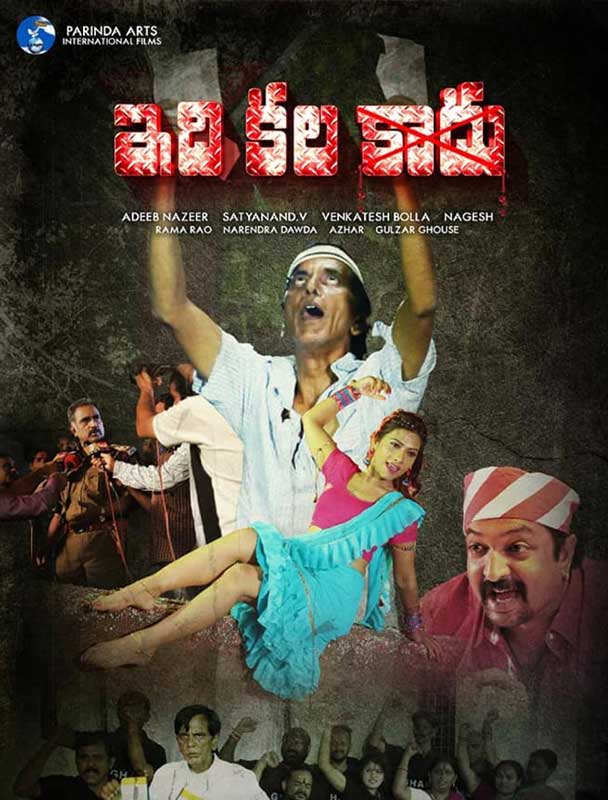 PARINDA ARTS
INTERNATIONAL FILMS
ఇది కల కాదు
ADEEB NAZEER SATYANAND.V VENKATESH BOLLA NAGESH
RAMA RAO NARENDRA DAWDA AZHAR GULZAR GHOUSE